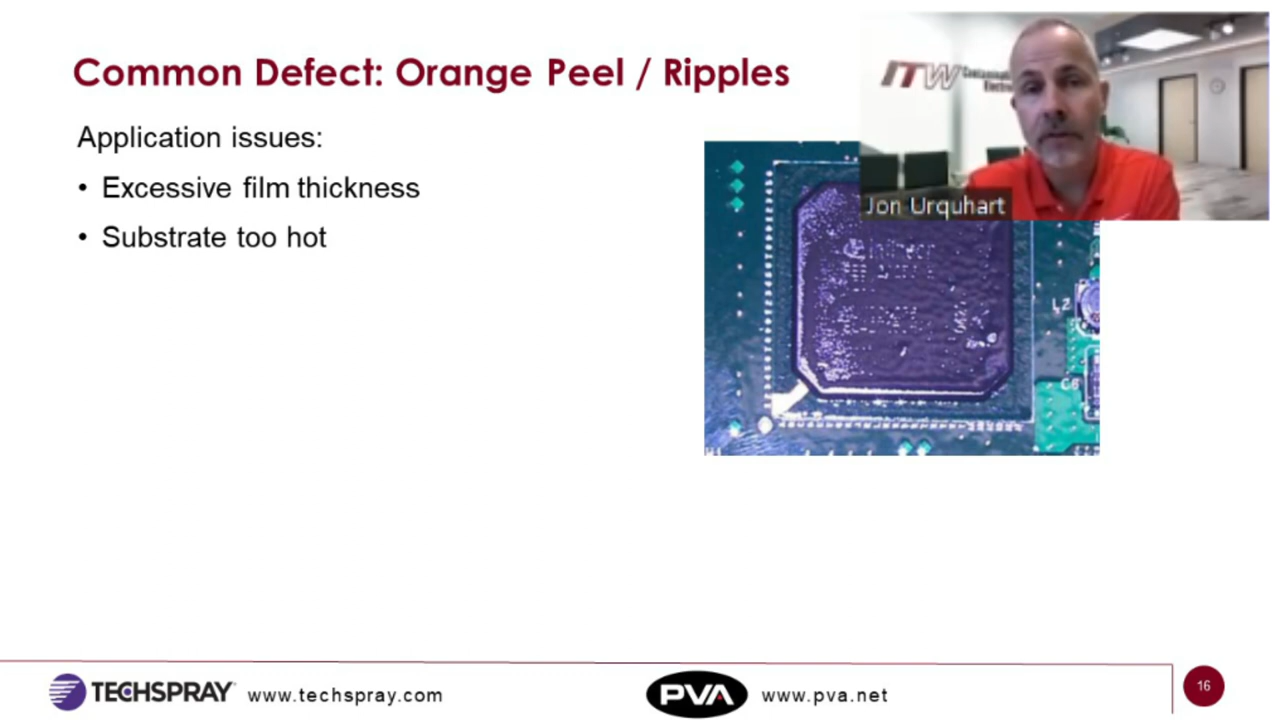 Common Defect: Orange Peel / Ripples
Application issues:
• Excessive film thickness
• Substrate too hot
ITW
Jon Urquhart
L2
C6
TECHSPRAY
www.techspray.com
PVA
www.pva.net
16